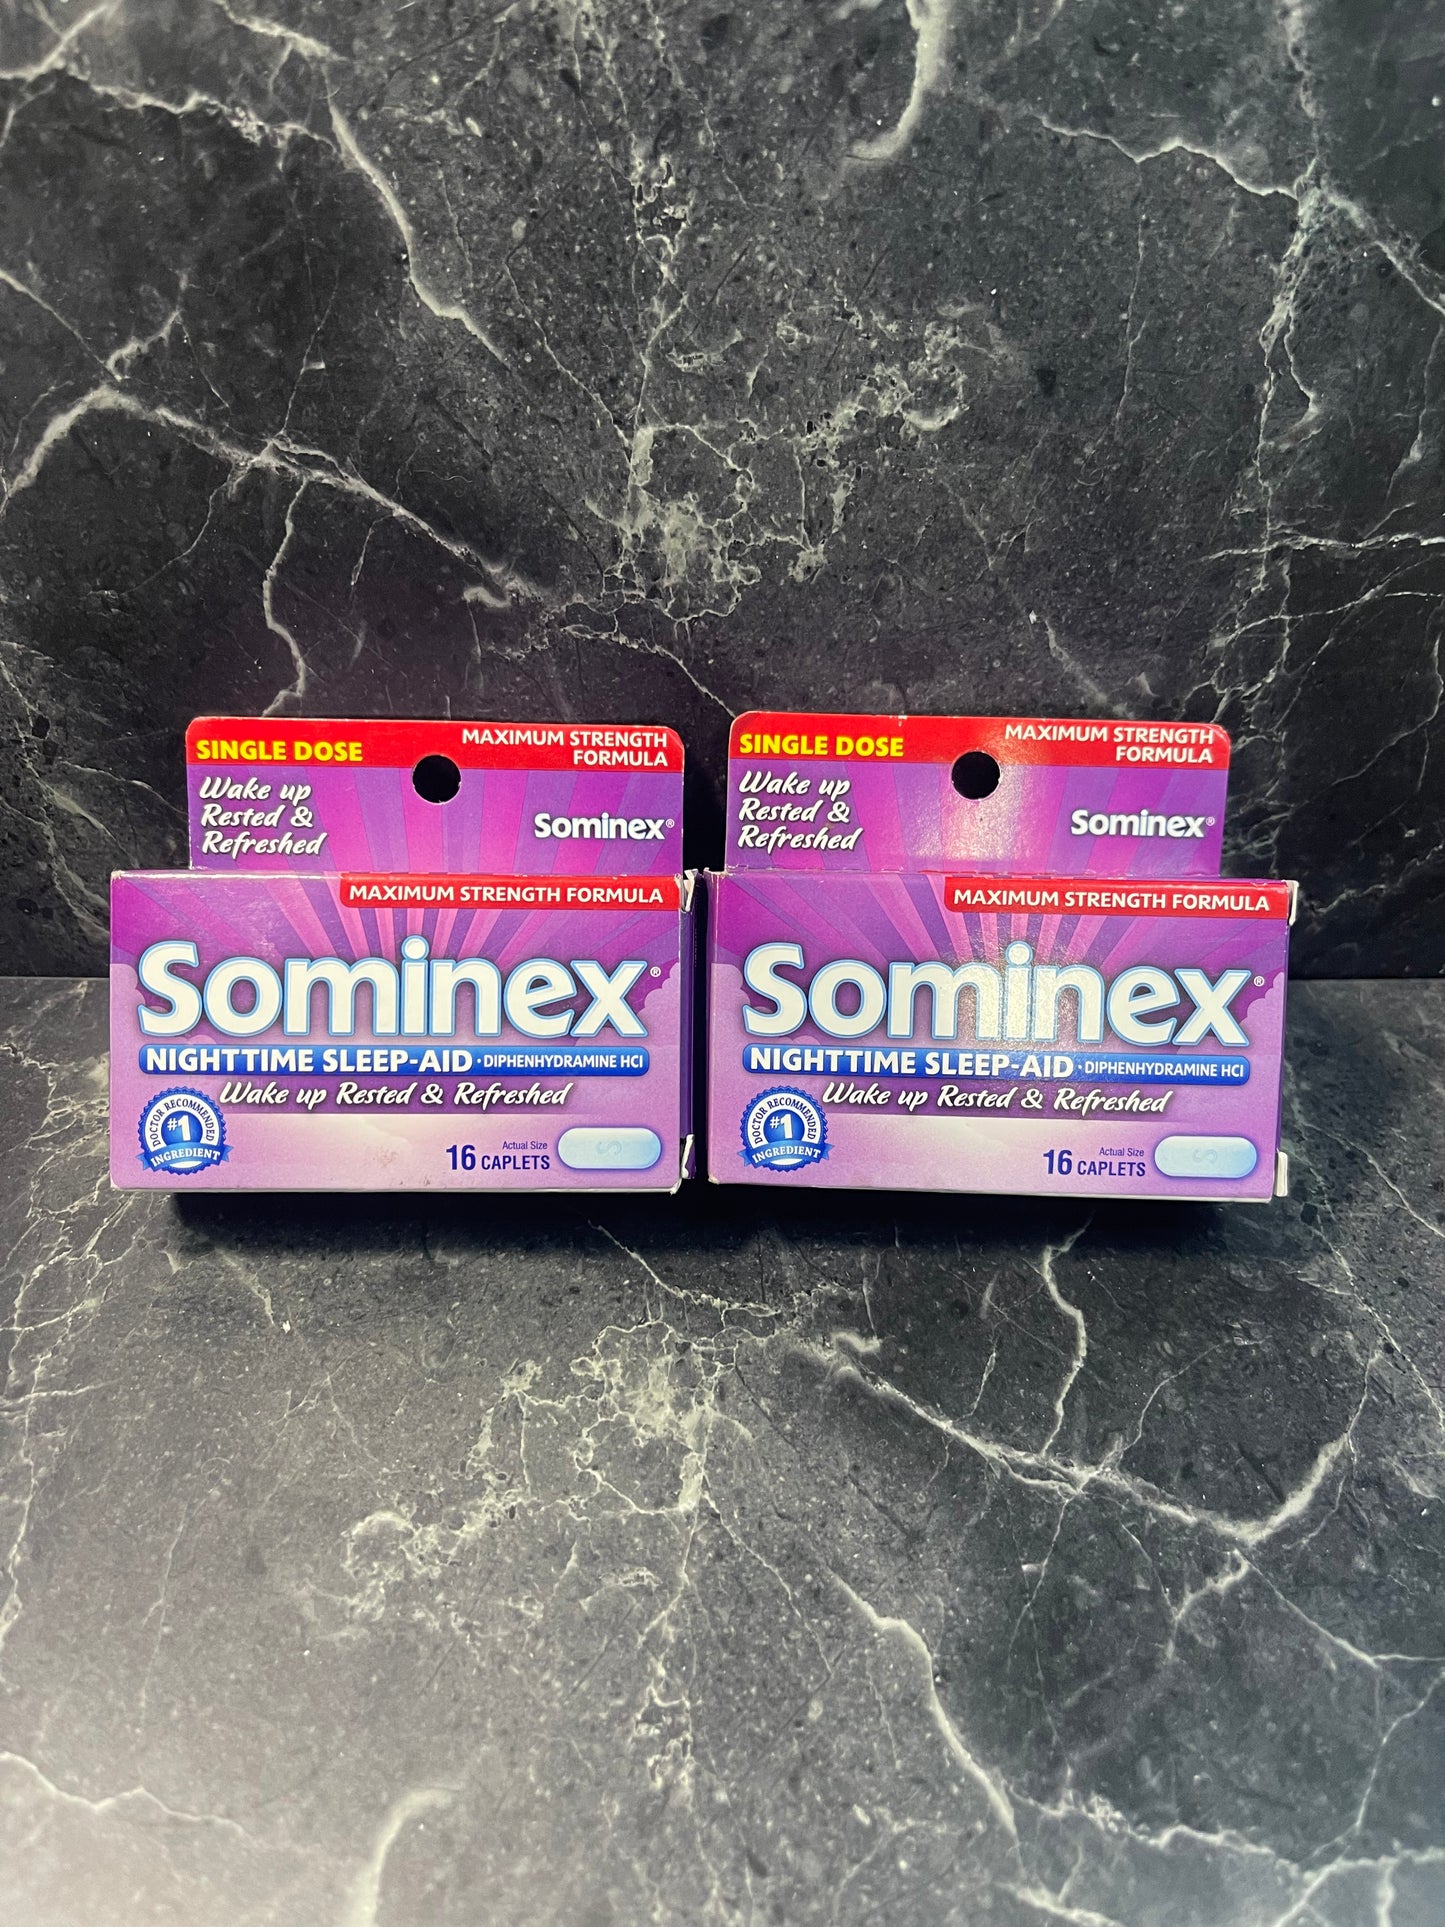 SINGLE DOSE
MAXIMUM STRENGTH
FORMULA
Wake up
Rested &
Refreshed
Sominex®
MAXIMUM STRENGTH FORMULA
Sominex®
NIGHTTIME SLEEP-AID • DIPHENHYDRAMINE HCl
Wake up Rested & Refreshed
DOCTOR RECOMMENDED
#1
INGREDIENT
Actual Size
16 CAPLETS
S
SINGLE DOSE
MAXIMUM STRENGTH
FORMULA
Wake up
Rested &
Refreshed
Sominex®
MAXIMUM STRENGTH FORMULA
Sominex®
NIGHTTIME SLEEP-AID • DIPHENHYDRAMINE HCl
Wake up Rested & Refreshed
DOCTOR RECOMMENDED
#1
INGREDIENT
Actual Size
16 CAPLETS
S